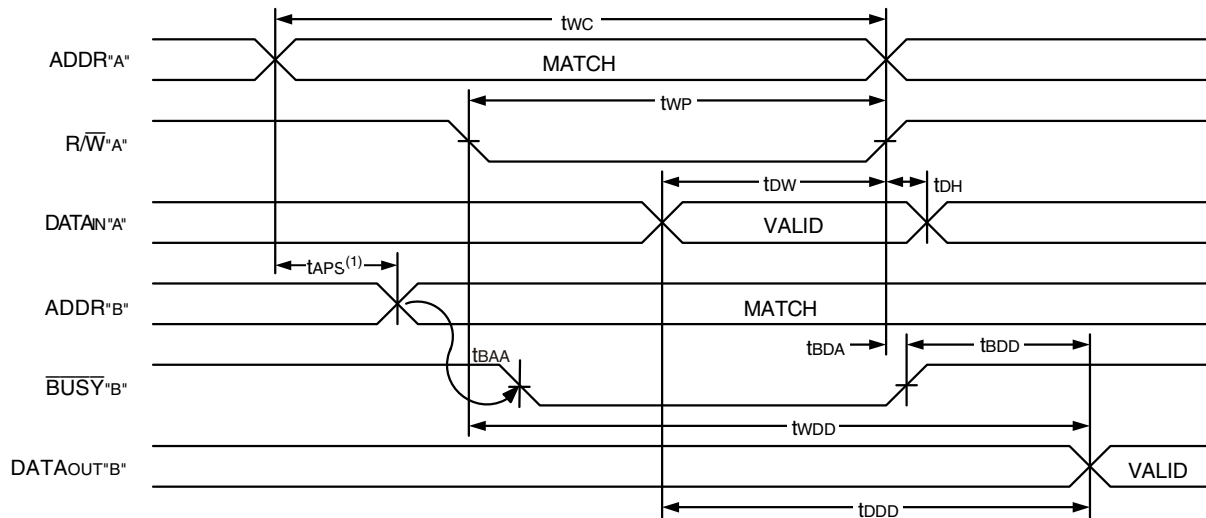 tWC
ADDR"A"
MATCH
tWP
R/W̅"A"
tDW
tDH
DATAIN"A"
VALID
tAPS(1)
ADDR"B"
MATCH
tBAA
tBDA
tBDD
B̅U̅S̅Y̅"B"
tWDD
DATAOUT"B"
VALID
tDDD